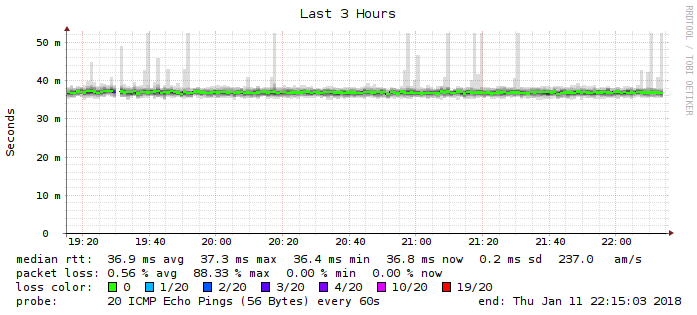 Last 3 Hours
RRDTOOL / TOBI OETIKER
Seconds
50 m
40 m
30 m
20 m
10 m
0
19:20 19:40 20:00 20:20 20:40 21:00 21:20 21:40 22:00
median rtt: 36.9 ms avg 37.3 ms max 36.4 ms min 36.8 ms now 0.2 ms sd 237.0 am/s
packet loss: 0.56 % avg 88.33 % max 0.00 % min 0.00 % now
loss color: 0 1/20 2/20 3/20 4/20 10/20 19/20
probe: 20 ICMP Echo Pings (56 Bytes) every 60s end: Thu Jan 11 22:15:03 2018